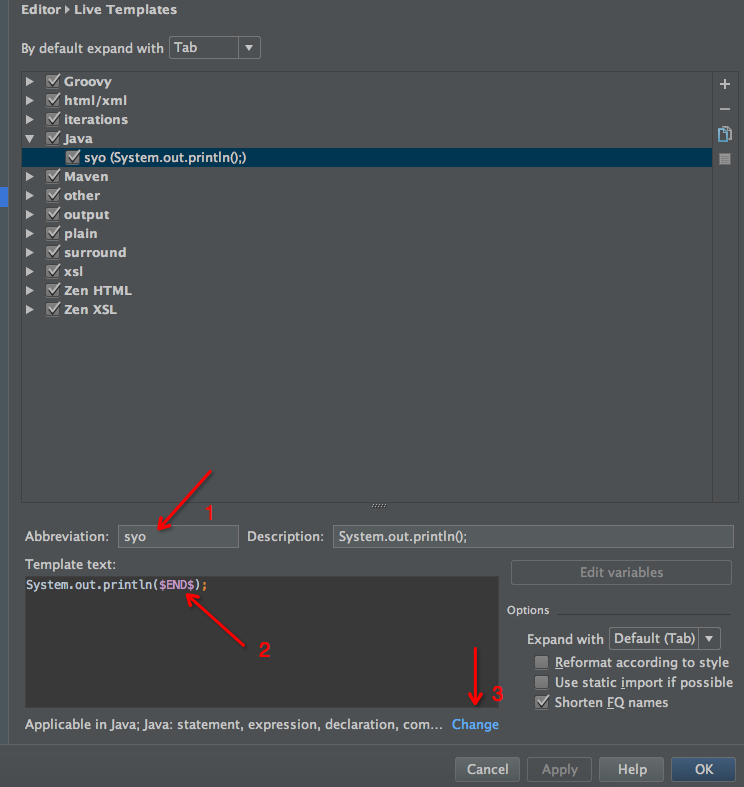 Editor › Live Templates
By default expand with Tab
Groovy
html/xml
iterations
Java
syo (System.out.println();)
Maven
other
output
plain
surround
xsl
Zen HTML
Zen XSL
1
Abbreviation: syo Description: System.out.println();
Template text:
Edit variables
System.out.println($END$);
Options
2
Expand with Default (Tab)
Reformat according to style
Use static import if possible
3
Shorten FQ names
Applicable in Java; Java: statement, expression, declaration, com... Change
Cancel Apply Help OK